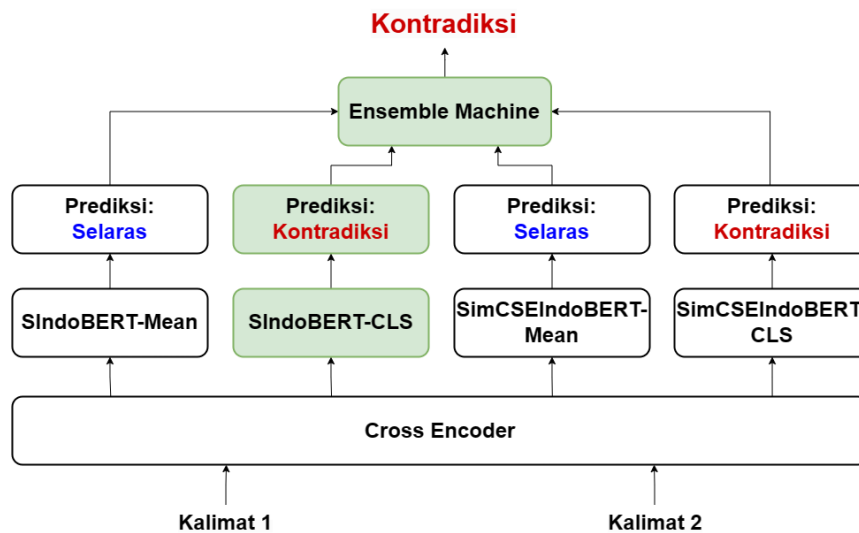 Kontradiksi
Ensemble Machine
Prediksi:
Selaras
Prediksi:
Kontradiksi
Prediksi:
Selaras
Prediksi:
Kontradiksi
SIndoBERT-Mean
SIndoBERT-CLS
SimCSEIndoBERT-
Mean
SimCSEIndoBERT
CLS
Cross Encoder
Kalimat 1
Kalimat 2